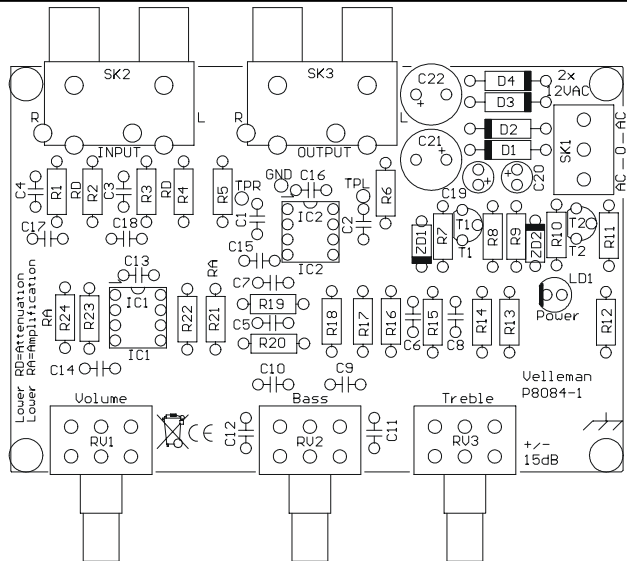 SK2
SK3
C22
D4
D3
2x
12VAC
R
L
R
L
INPUT
OUTPUT
C21
D2
D1
SK1
AC-O-AC
C4
R1
RD
R2
C3
R3
RD
R4
R5
GND
TPR
C16
TPL
R6
C19
C20
C1
IC2
C2
C17
C18
ZD1
R7
T1
T1
R8
R9
ZD2
R10
T2
T2
R11
C15
IC2
C13
C7
RA
LD1
RA
R24
R23
IC1
R22
R21
R19
C5
R20
R18
R17
R16
C6
R15
C8
R14
R13
Power
R12
IC1
C14
Lower RD=Attenuation
Lower RA=Amplification
C10
C9
Velleman
P8084-1
Volume
Bass
Treble
RV1
CE
C12
RV2
C11
RV3
+/-
15dB